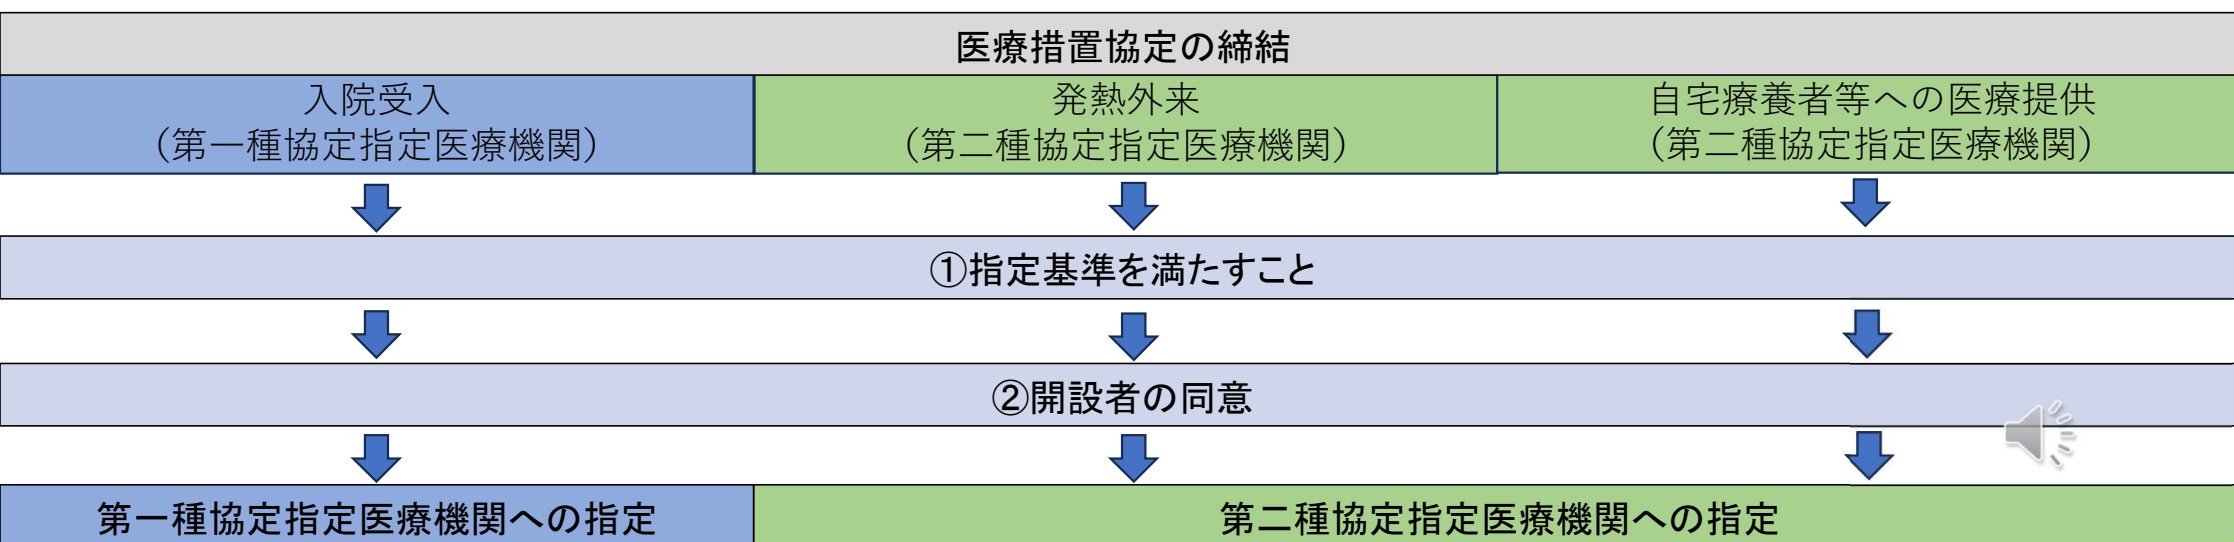 医療措置協定の締結
入院受入
（第一種協定指定医療機関）
発熱外来
（第二種協定指定医療機関）
自宅療養者等への医療提供
（第二種協定指定医療機関）
①指定基準を満たすこと
②開設者の同意
第一種協定指定医療機関への指定
第二種協定指定医療機関への指定